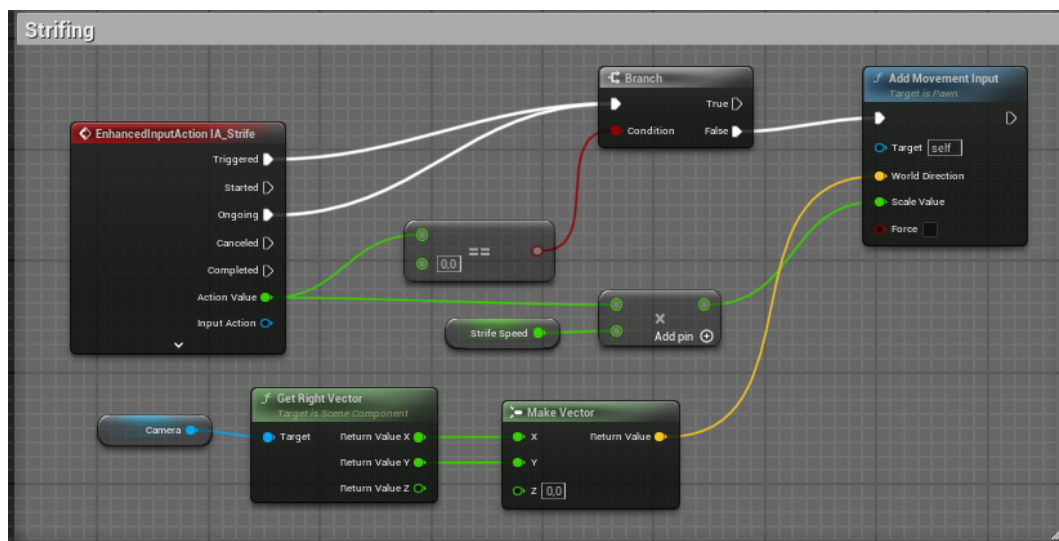 Strifing
EnhancedInputAction IA_Strife
Triggered
Started
Ongoing
Canceled
Completed
Action Value
Input Action
Branch
True
Condition
False
Add Movement Input
Target is Pawn
Target self
World Direction
Scale Value
Force
0,0 ==
Strife Speed
×
Add pin
Camera
Get Right Vector
Target is Scene Component
Target Return Value X
Return Value Y
Return Value Z
Make Vector
X Return Value
Y
Z 0,0